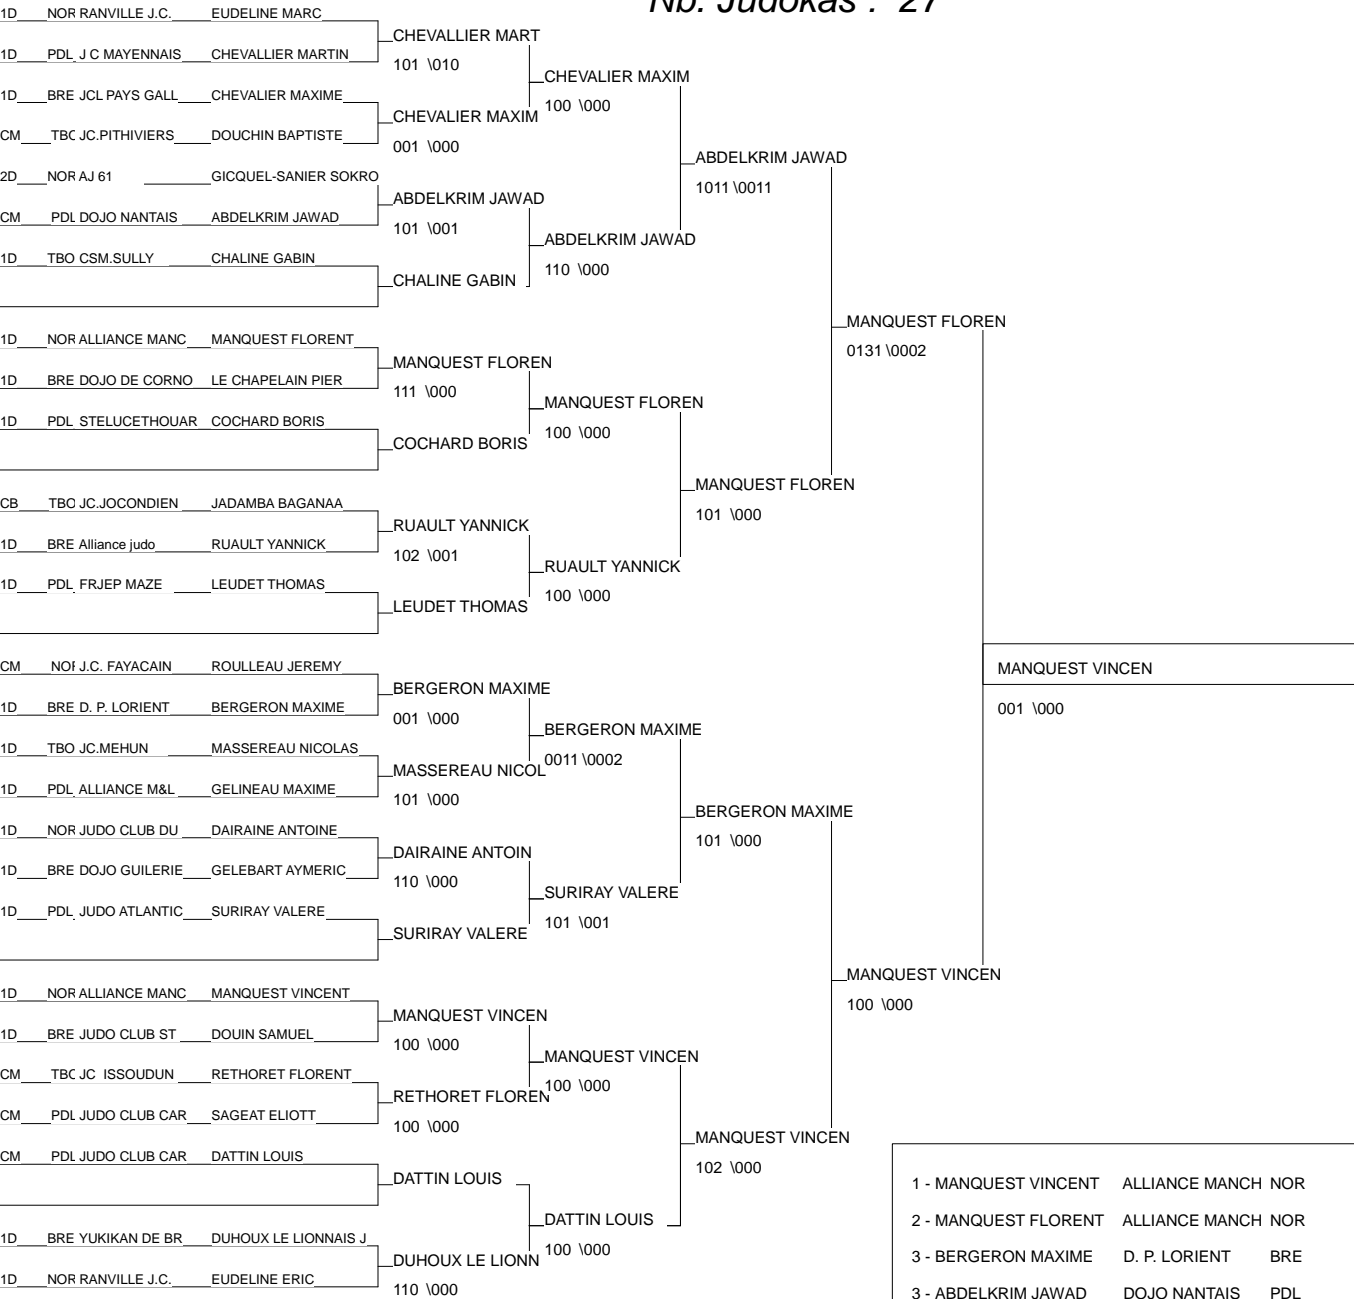 Nb. Judokas : 27
1D NOR RANVILLE J.C. EUDELINE MARC
CHEVALLIER MART
1D PDL J C MAYENNAIS CHEVALLIER MARTIN
101 \010
CHEVALIER MAXIM
1D BRE JCL PAYS GALL CHEVALIER MAXIME
100 \000
CHEVALIER MAXIM
CM TBO JC.PITHIVIERS DOUCHIN BAPTISTE
001 \000
ABDELKRIM JAWAD
2D NOR AJ 61 GICQUEL-SANIER SOKRO
1011 \0011
ABDELKRIM JAWAD
CM PDL DOJO NANTAIS ABDELKRIM JAWAD
101 \001
ABDELKRIM JAWAD
1D TBO CSM.SULLY CHALINE GABIN
110 \000
CHALINE GABIN
MANQUEST FLOREN
1D NOR ALLIANCE MANC MANQUEST FLORENT
0131 \0002
MANQUEST FLOREN
1D BRE DOJO DE CORNO LE CHAPELAIN PIER
111 \000
MANQUEST FLOREN
1D PDL STELUCETHOUAR COCHARD BORIS
100 \000
COCHARD BORIS
MANQUEST FLOREN
CB TBO JC.JOCONDIEN JADAMBA BAGANAA
101 \000
RUAULT YANNICK
1D BRE Alliance judo RUAULT YANNICK
102 \001
RUAULT YANNICK
1D PDL FRJEP MAZE LEUDET THOMAS
100 \000
LEUDET THOMAS
CM NOR J.C. FAYACAIN ROULLEAU JEREMY
MANQUEST VINCEN
BERGERON MAXIME
1D BRE D. P. LORIENT BERGERON MAXIME
001 \000
001 \000
BERGERON MAXIME
1D TBO JC.MEHUN MASSEREAU NICOLAS
0011 \0002
MASSEREAU NICOL
1D PDL ALLIANCE M&L GELINEAU MAXIME
101 \000
BERGERON MAXIME
1D NOR JUDO CLUB DU DAIRAINE ANTOINE
101 \000
DAIRAINE ANTOIN
1D BRE DOJO GUILERIE GELEBART AYMERIC
110 \000
SURIRAY VALERE
1D PDL JUDO ATLANTIC SURIRAY VALERE
101 \001
SURIRAY VALERE
MANQUEST VINCEN
1D NOR ALLIANCE MANC MANQUEST VINCENT
100 \000
MANQUEST VINCEN
1D BRE JUDO CLUB ST DOUIN SAMUEL
100 \000
MANQUEST VINCEN
CM TBO JC ISSOUDUN RETHORET FLORENT
100 \000
RETHORET FLOREN
CM PDL JUDO CLUB CAR SAGEAT ELIOTT
100 \000
MANQUEST VINCEN
CM PDL JUDO CLUB CAR DATTIN LOUIS
102 \000
DATTIN LOUIS
1 - MANQUEST VINCENT ALLIANCE MANCH NOR
DATTIN LOUIS
2 - MANQUEST FLORENT ALLIANCE MANCH NOR
1D BRE YUKIKAN DE BR DUHOUX LE LIONNAIS J
100 \000
DUHOUX LE LIONN
3 - BERGERON MAXIME D. P. LORIENT BRE
1D NOR RANVILLE J.C. EUDELINE ERIC
110 \000
3 - ABDELKRIM JAWAD DOJO NANTAIS PDL